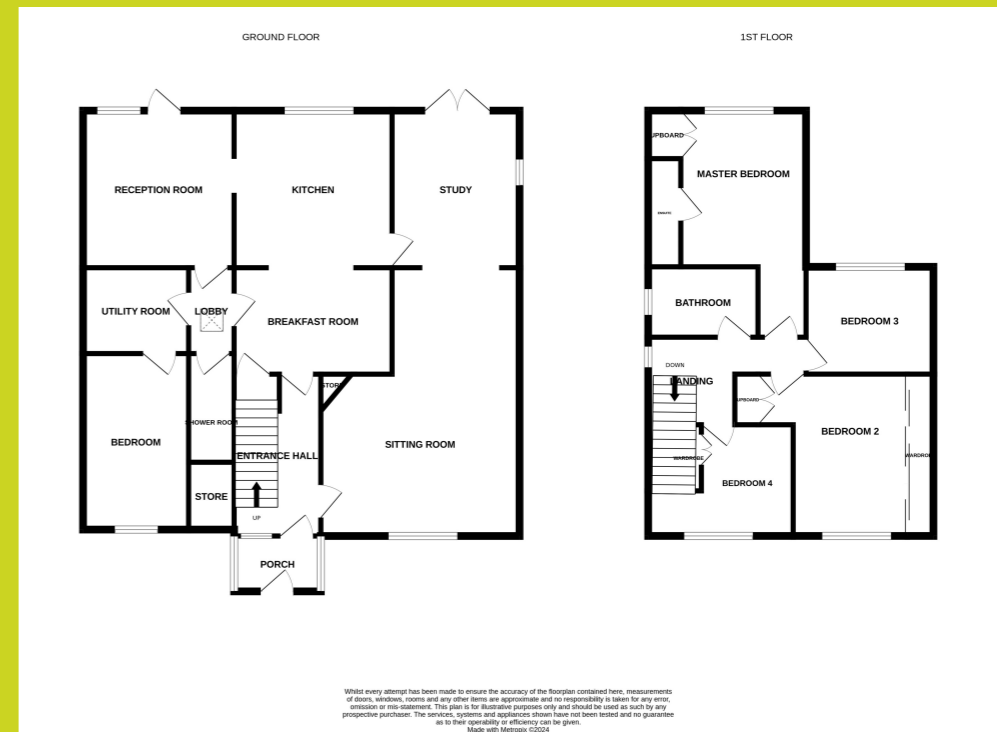 GROUND FLOOR
1ST FLOOR
RECEPTION ROOM
KITCHEN
STUDY
UTILITY ROOM
LOBBY
BREAKFAST ROOM
STORE
BEDROOM
SHOWER ROOM
ENTRANCE HALL
SITTING ROOM
STORE
UP
PORCH
UPBOARD
MASTER BEDROOM
ENSUITE
BATHROOM
BEDROOM 3
DOWN
LANDING
UPBOARD
BEDROOM 2
WARDROBE
WARDROB
BEDROOM 4
Whilst every attempt has been made to ensure the accuracy of the floorplan contained here, measurements
of doors, windows, rooms and any other items are approximate and no responsibility is taken for any error,
omission or mis-statement. This plan is for illustrative purposes only and should be used as such by any
prospective purchaser. The services, systems and appliances shown have not been tested and no guarantee
as to their operability or efficiency can be given.
Made with Metropix ©2024